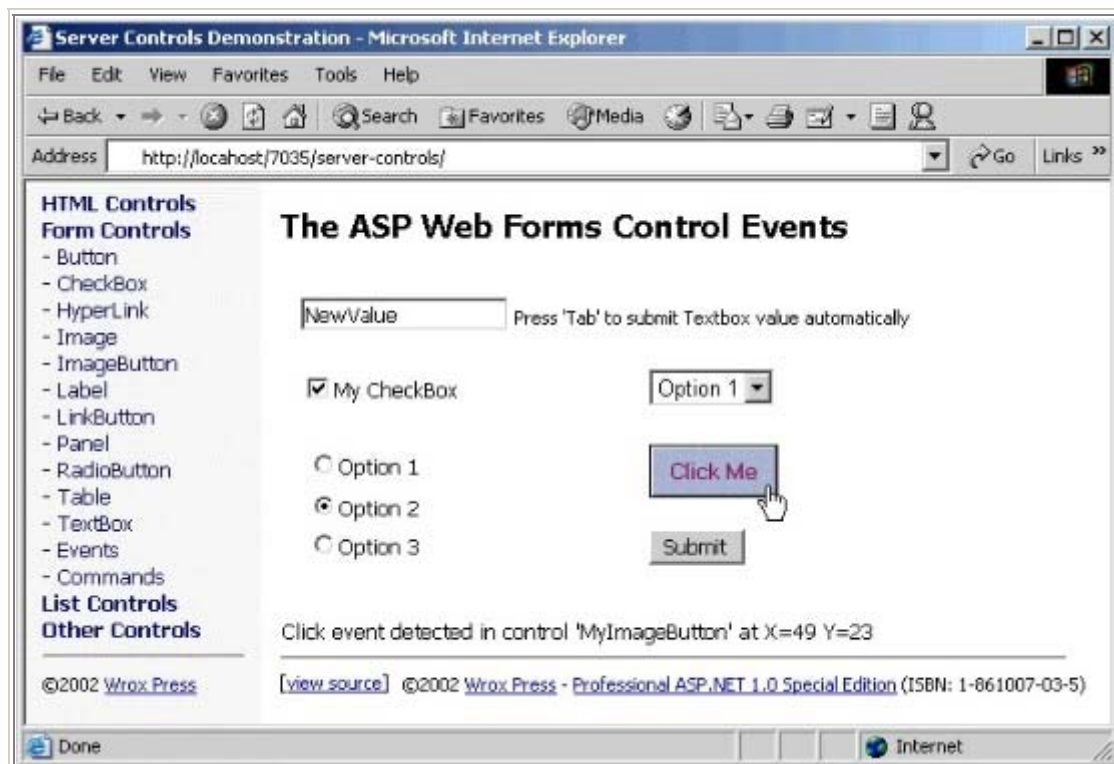 Server Controls Demonstration - Microsoft Internet Explorer
File Edit View Favorites Tools Help
Back Search Favorites Media
Address http://locahost/7035/server-controls/ Go Links »
HTML Controls
Form Controls
- Button
- CheckBox
- HyperLink
- Image
- ImageButton
- Label
- LinkButton
- Panel
- RadioButton
- Table
- TextBox
- Events
- Commands
List Controls
Other Controls
©2002 Wrox Press
The ASP Web Forms Control Events
NewValue Press 'Tab' to submit Textbox value automatically
My CheckBox Option 1
Option 1 Click Me
Option 2
Option 3 Submit
Click event detected in control 'MyImageButton' at X=49 Y=23
[view source] ©2002 Wrox Press - Professional ASP.NET 1.0 Special Edition (ISBN: 1-861007-03-5)
Done Internet